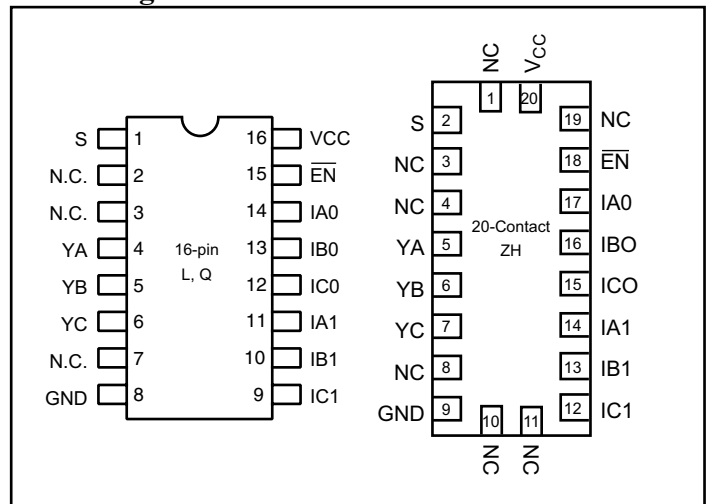 S 1 16 VCC
N.C. 2 15 EN
N.C. 3 14 IA0
YA 4 13 IB0
YB 5 12 IC0
YC 6 11 IA1
N.C. 7 10 IB1
GND 8 9 IC1
16-pin
L, Q
NC VCC
1 20
S 2 19 NC
NC 3 18 EN
NC 4 17 IA0
YA 5 16 IBO
YB 6 15 ICO
YC 7 14 IA1
NC 8 13 IB1
GND 9 12 IC1
20-Contact
ZH
10 11
NC NC